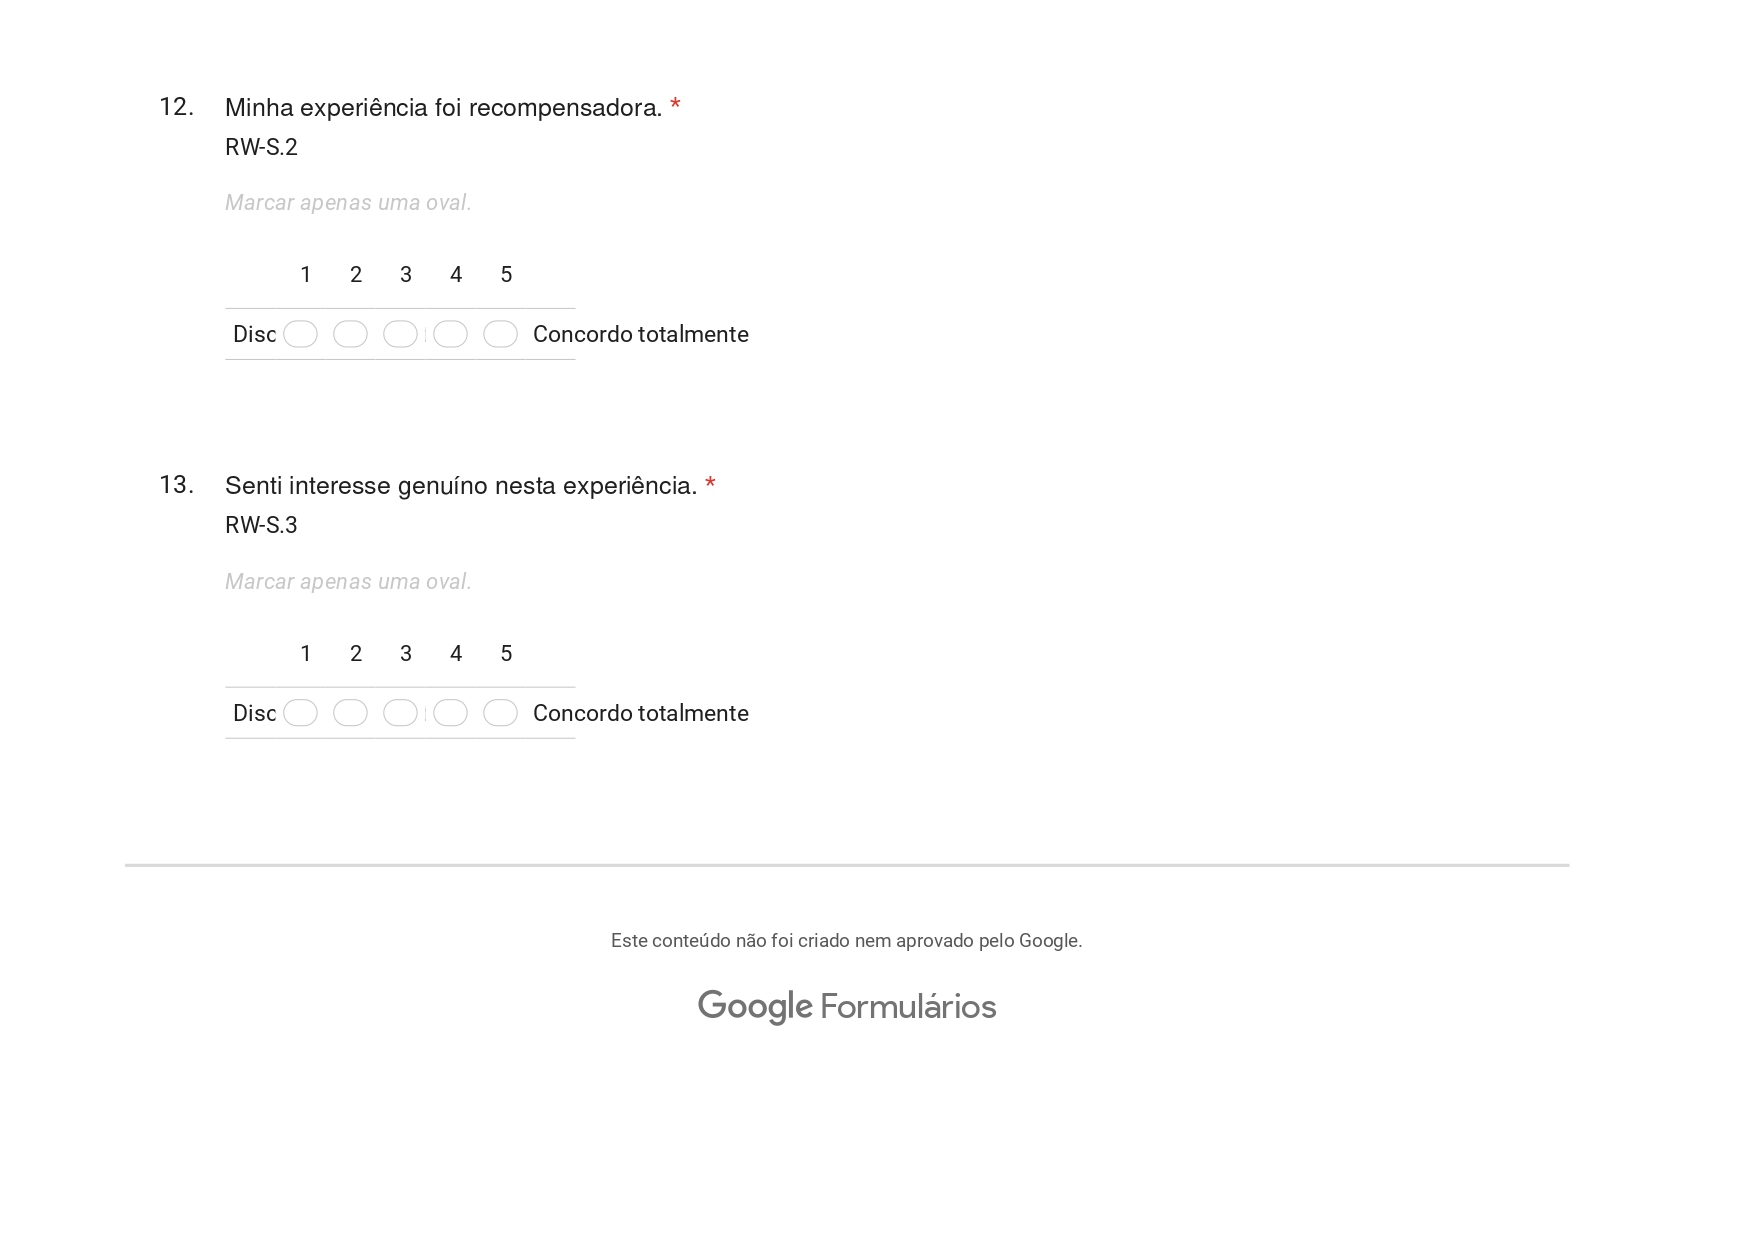 12. Minha experiência foi recompensadora. *
RW-S.2
Marcar apenas uma oval.
1 2 3 4 5
Disc Concordo totalmente
13. Senti interesse genuíno nesta experiência. *
RW-S.3
Marcar apenas uma oval.
1 2 3 4 5
Disc Concordo totalmente
Este conteúdo não foi criado nem aprovado pelo Google.
Google Formulários